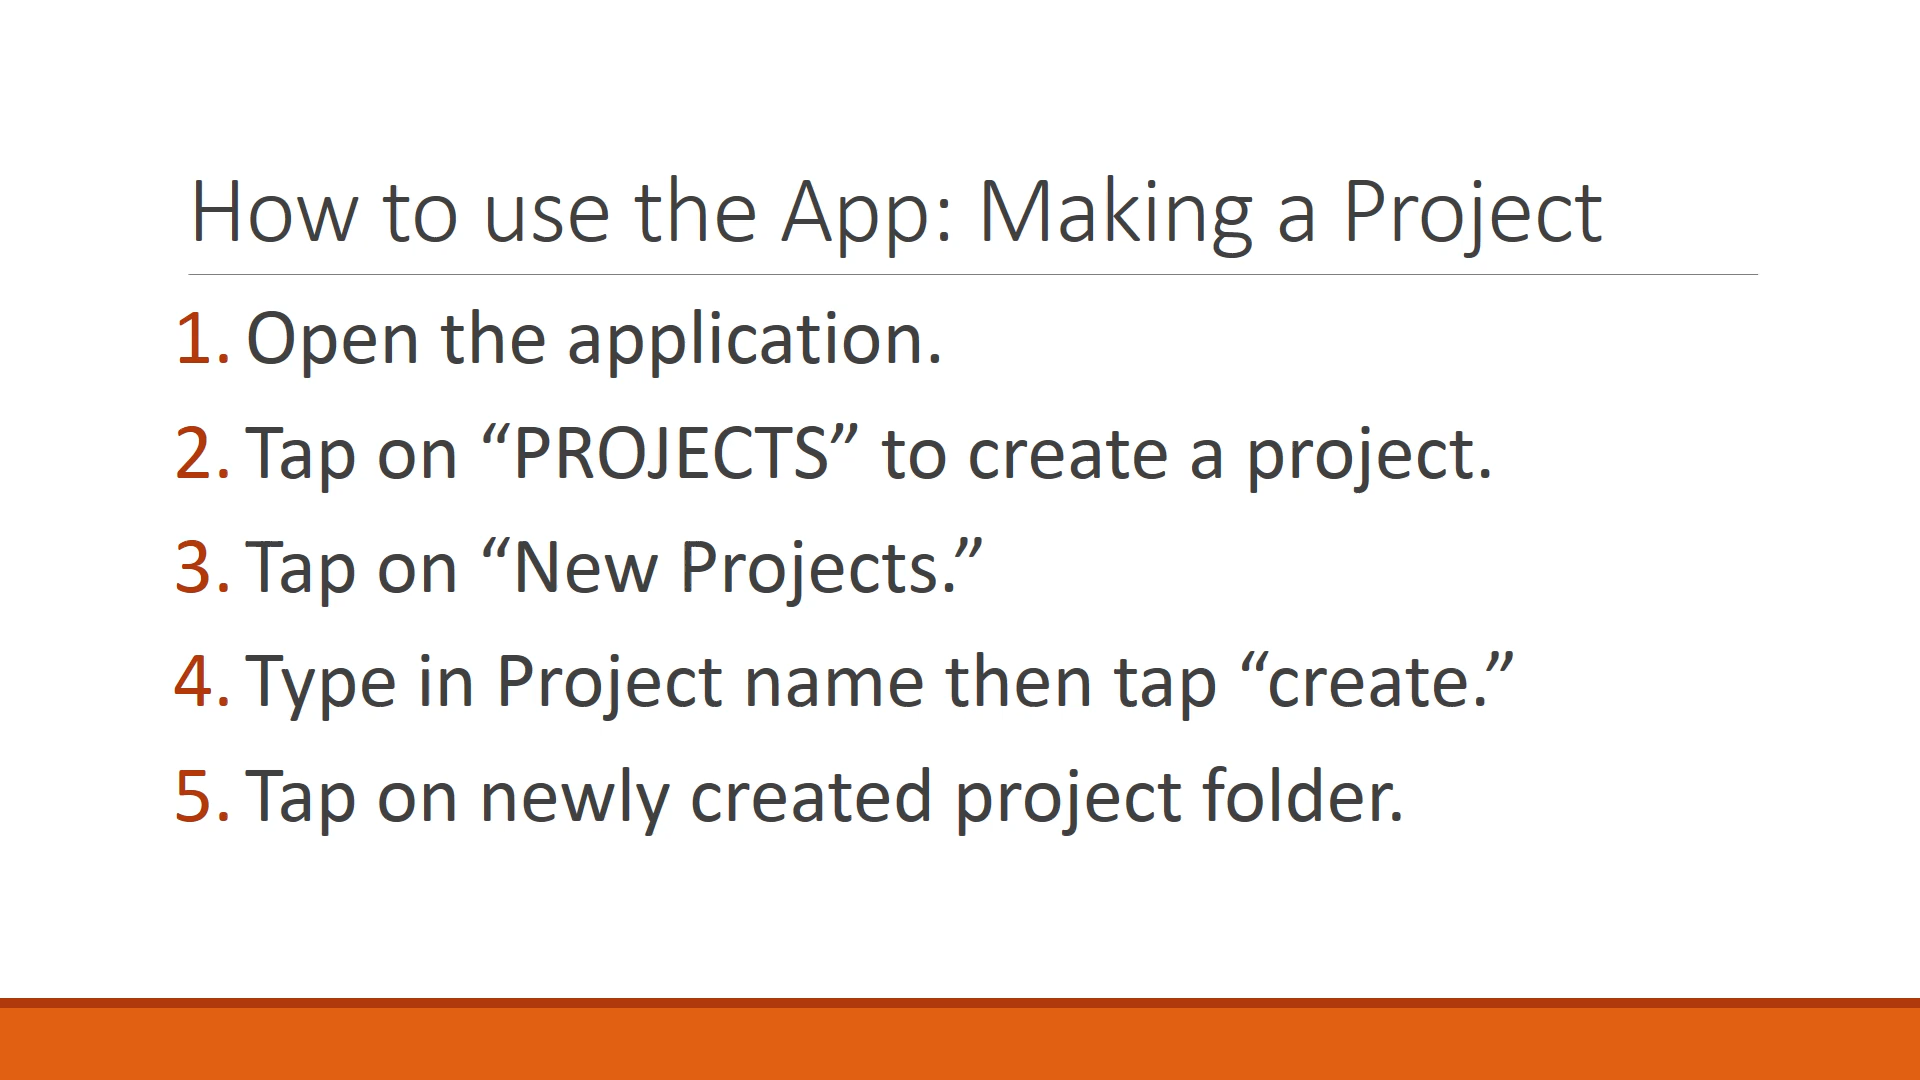 How to use the App: Making a Project
1. Open the application.
2. Tap on “PROJECTS” to create a project.
3. Tap on “New Projects.”
4. Type in Project name then tap “create.”
5. Tap on newly created project folder.